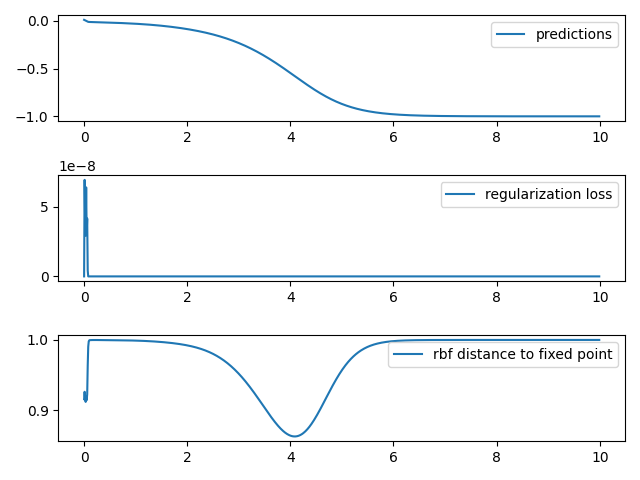 0.0
predictions
−0.5
−1.0
0 2 4 6 8 10
1e−8
regularization loss
5
0
0 2 4 6 8 10
1.0
rbf distance to fixed point
0.9
0 2 4 6 8 10